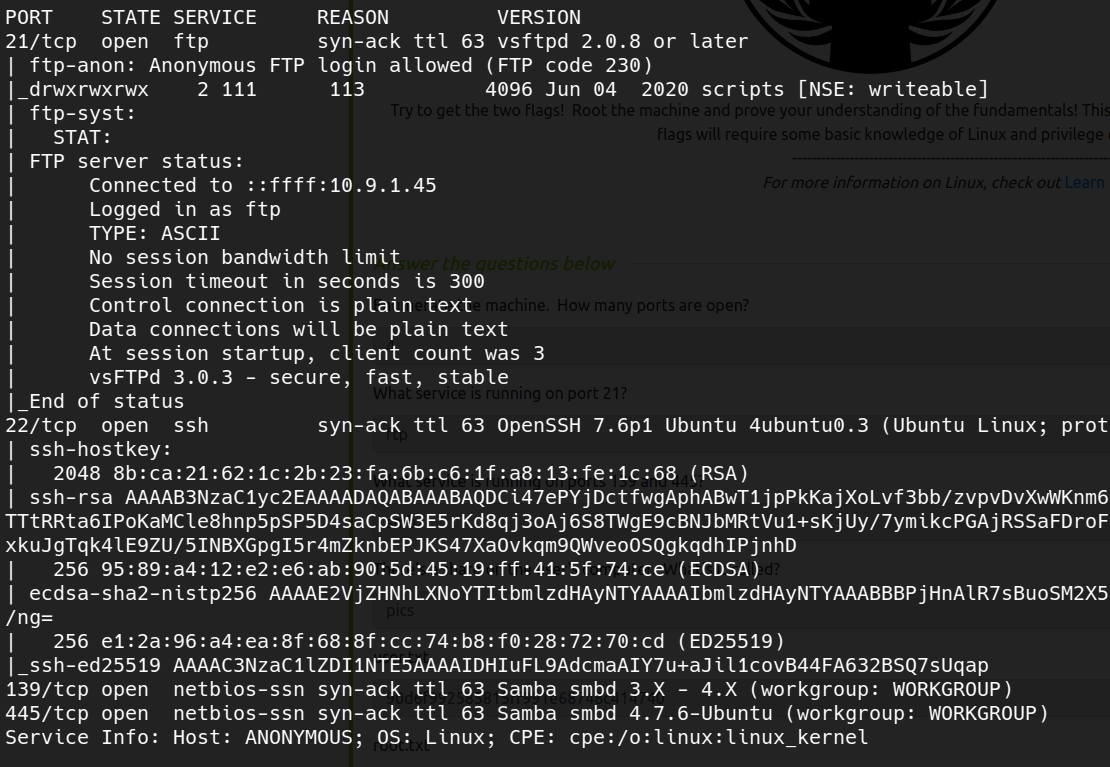 PORT    STATE SERVICE     REASON         VERSION
21/tcp  open  ftp         syn-ack ttl 63 vsftpd 2.0.8 or later
| ftp-anon: Anonymous FTP login allowed (FTP code 230)
|_drwxrwxrwx    2 111      113          4096 Jun 04  2020 scripts [NSE: writeable]
Try to get the two flags!  Root the machine and prove your understanding of the fundamentals! This
| ftp-syst:
|   STAT:
flags will require some basic knowledge of Linux and privilege
| FTP server status:
|      Connected to ::ffff:10.9.1.45
For more information on Linux, check out Learn
|      Logged in as ftp
|      TYPE: ASCII
|      No session bandwidth limit
Answer the questions below
|      Session timeout in seconds is 300
|      Control connection is plain text
machine.  How many ports are open?
|      Data connections will be plain text
|      At session startup, client count was 3
|      vsFTPd 3.0.3 - secure, fast, stable
What service is running on port 21?
|_End of status
22/tcp  open  ssh         syn-ack ttl 63 OpenSSH 7.6p1 Ubuntu 4ubuntu0.3 (Ubuntu Linux; prot
ftp
| ssh-hostkey:
|   2048 8b:ca:21:62:1c:2b:23:fa:6b:c6:1f:a8:13:fe:1c:68 (RSA)
What service is running on ports 139 and 445?
| ssh-rsa AAAAB3NzaC1yc2EAAAADAQABAAABAQDCi47ePYjDctfwgAphABwT1jpPkKajXoLvf3bb/zvpvDvXwWKnm6
TTtRRta6IPoKaMCle8hnp5pSP5D4saCpSW3E5rKd8qj3oAj6S8TWgE9cBNJbMRtVu1+sKjUy/7ymikcPGAjRSSaFDroF
xkuJgTqk4lE9ZU/5INBXGpgI5r4mZknbEPJKS47XaOvkqm9QWveoOSQgkqdhIPjnhD
|   256 95:89:a4:12:e2:e6:ab:90:5d:45:19:ff:41:5f:74:ce (ECDSA)
| ecdsa-sha2-nistp256 AAAAE2VjZHNhLXNoYTItbmlzdHAyNTYAAAAIbmlzdHAyNTYAAABBBPjHnAlR7sBuoSM2X5
pics
/ng=
|   256 e1:2a:96:a4:ea:8f:68:8f:cc:74:b8:f0:28:72:70:cd (ED25519)
user.txt
|_ssh-ed25519 AAAAC3NzaC1lZDI1NTE5AAAAIDHIuFL9AdcmaAIY7u+aJil1covB44FA632BSQ7sUqap
139/tcp open  netbios-ssn syn-ack ttl 63 Samba smbd 3.X - 4.X (workgroup: WORKGROUP)
445/tcp open  netbios-ssn syn-ack ttl 63 Samba smbd 4.7.6-Ubuntu (workgroup: WORKGROUP)
Service Info: Host: ANONYMOUS; OS: Linux; CPE: cpe:/o:linux:linux_kernel
root.txt